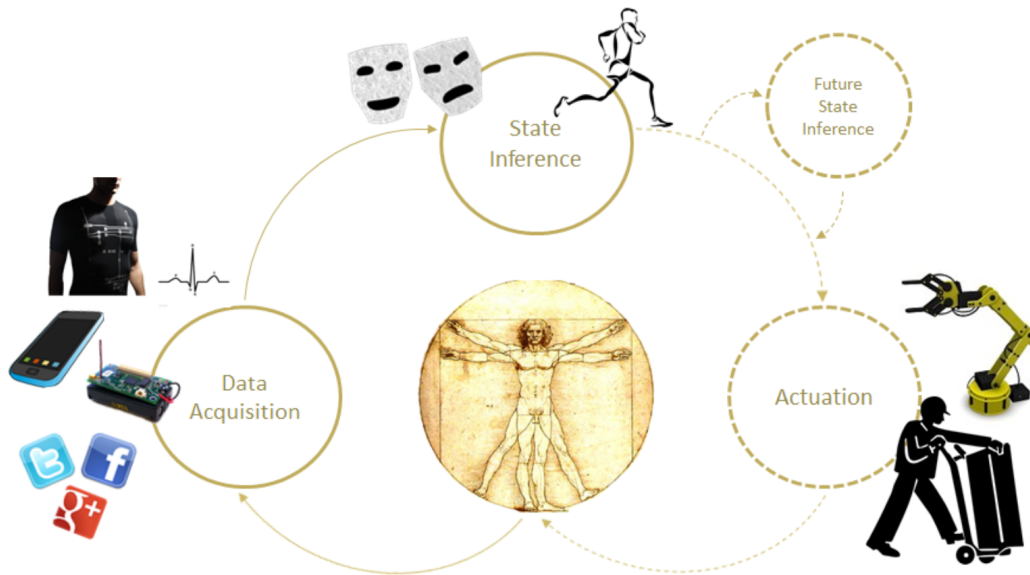 State
Inference
Future
State
Inference
Data
Acquisition
Actuation